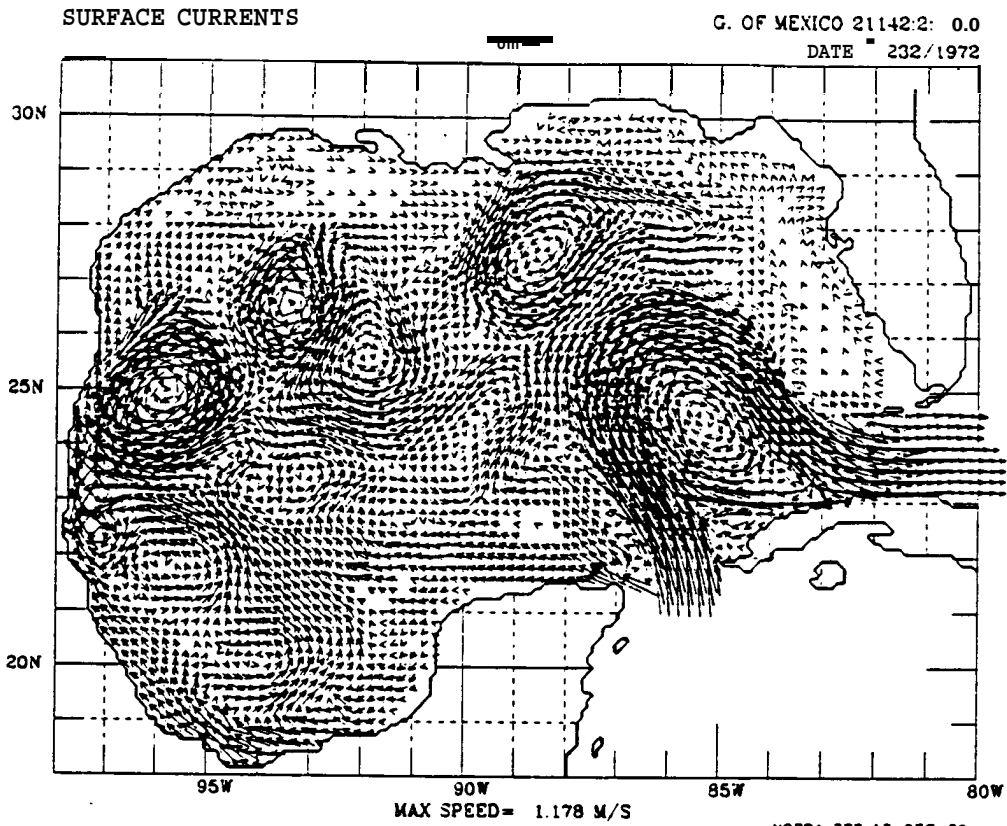 SURFACE CURRENTS
G. OF MEXICO 21142:2: 0.0
DATE 232/1972
30N
25N
20N
95W
90W
85W
80W
MAX SPEED= 1.178 M/S